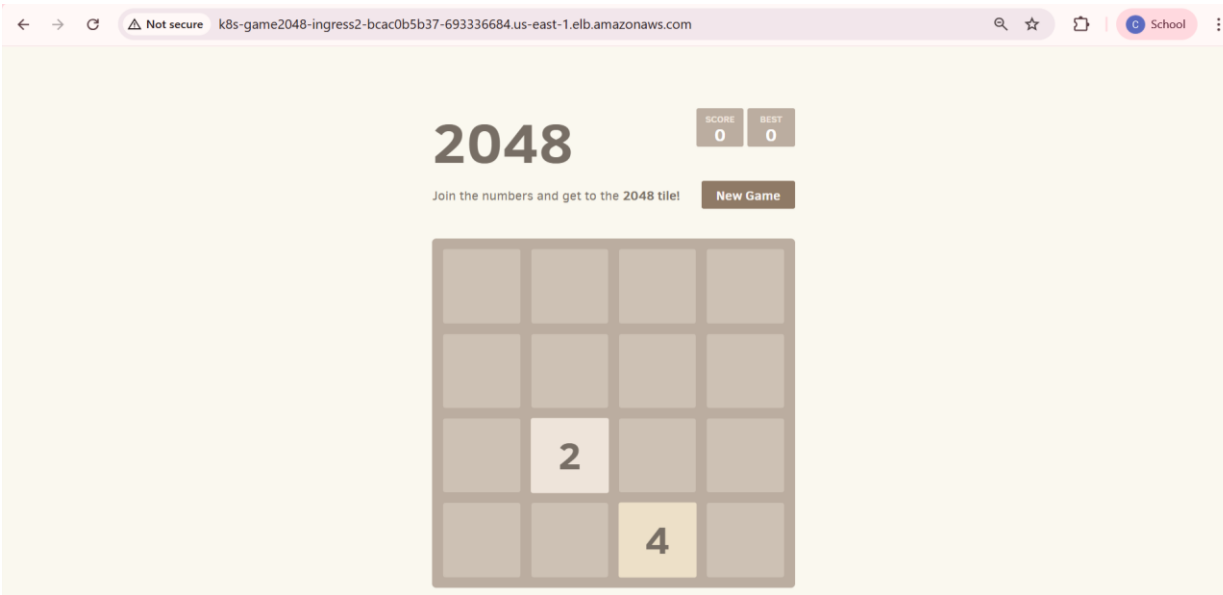 Not secure k8s-game2048-ingress2-bcac0b5b37-693336684.us-east-1.elb.amazonaws.com C School
2048
SCORE BEST
0 0
Join the numbers and get to the 2048 tile! New Game
2
4